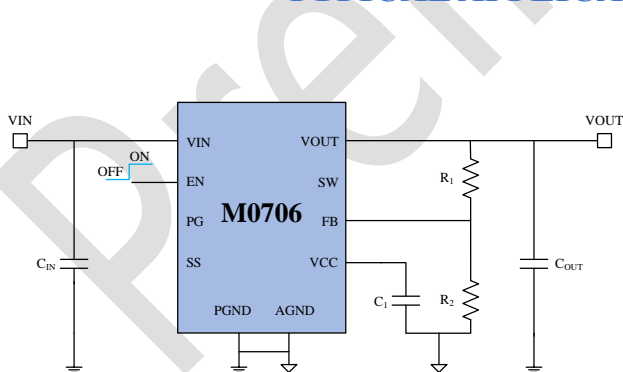 VIN
VOUT
ON
OFF
VIN
VOUT
EN
SW
R1
M0706
PG
FB
SS
VCC
CIN
C1
R2
COUT
PGND
AGND